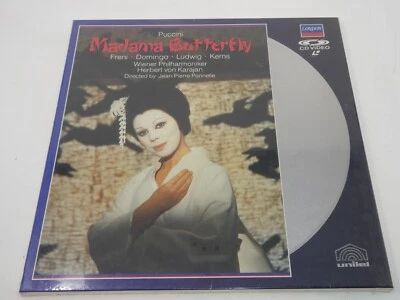 Puccini
Madama Butterfly
Freni · Domingo · Ludwig · Kerns
Wiener Philharmoniker
Herbert von Karajan
Directed by Jean-Pierre Ponnelle
LONDON
CD VIDEO
LD
unitel